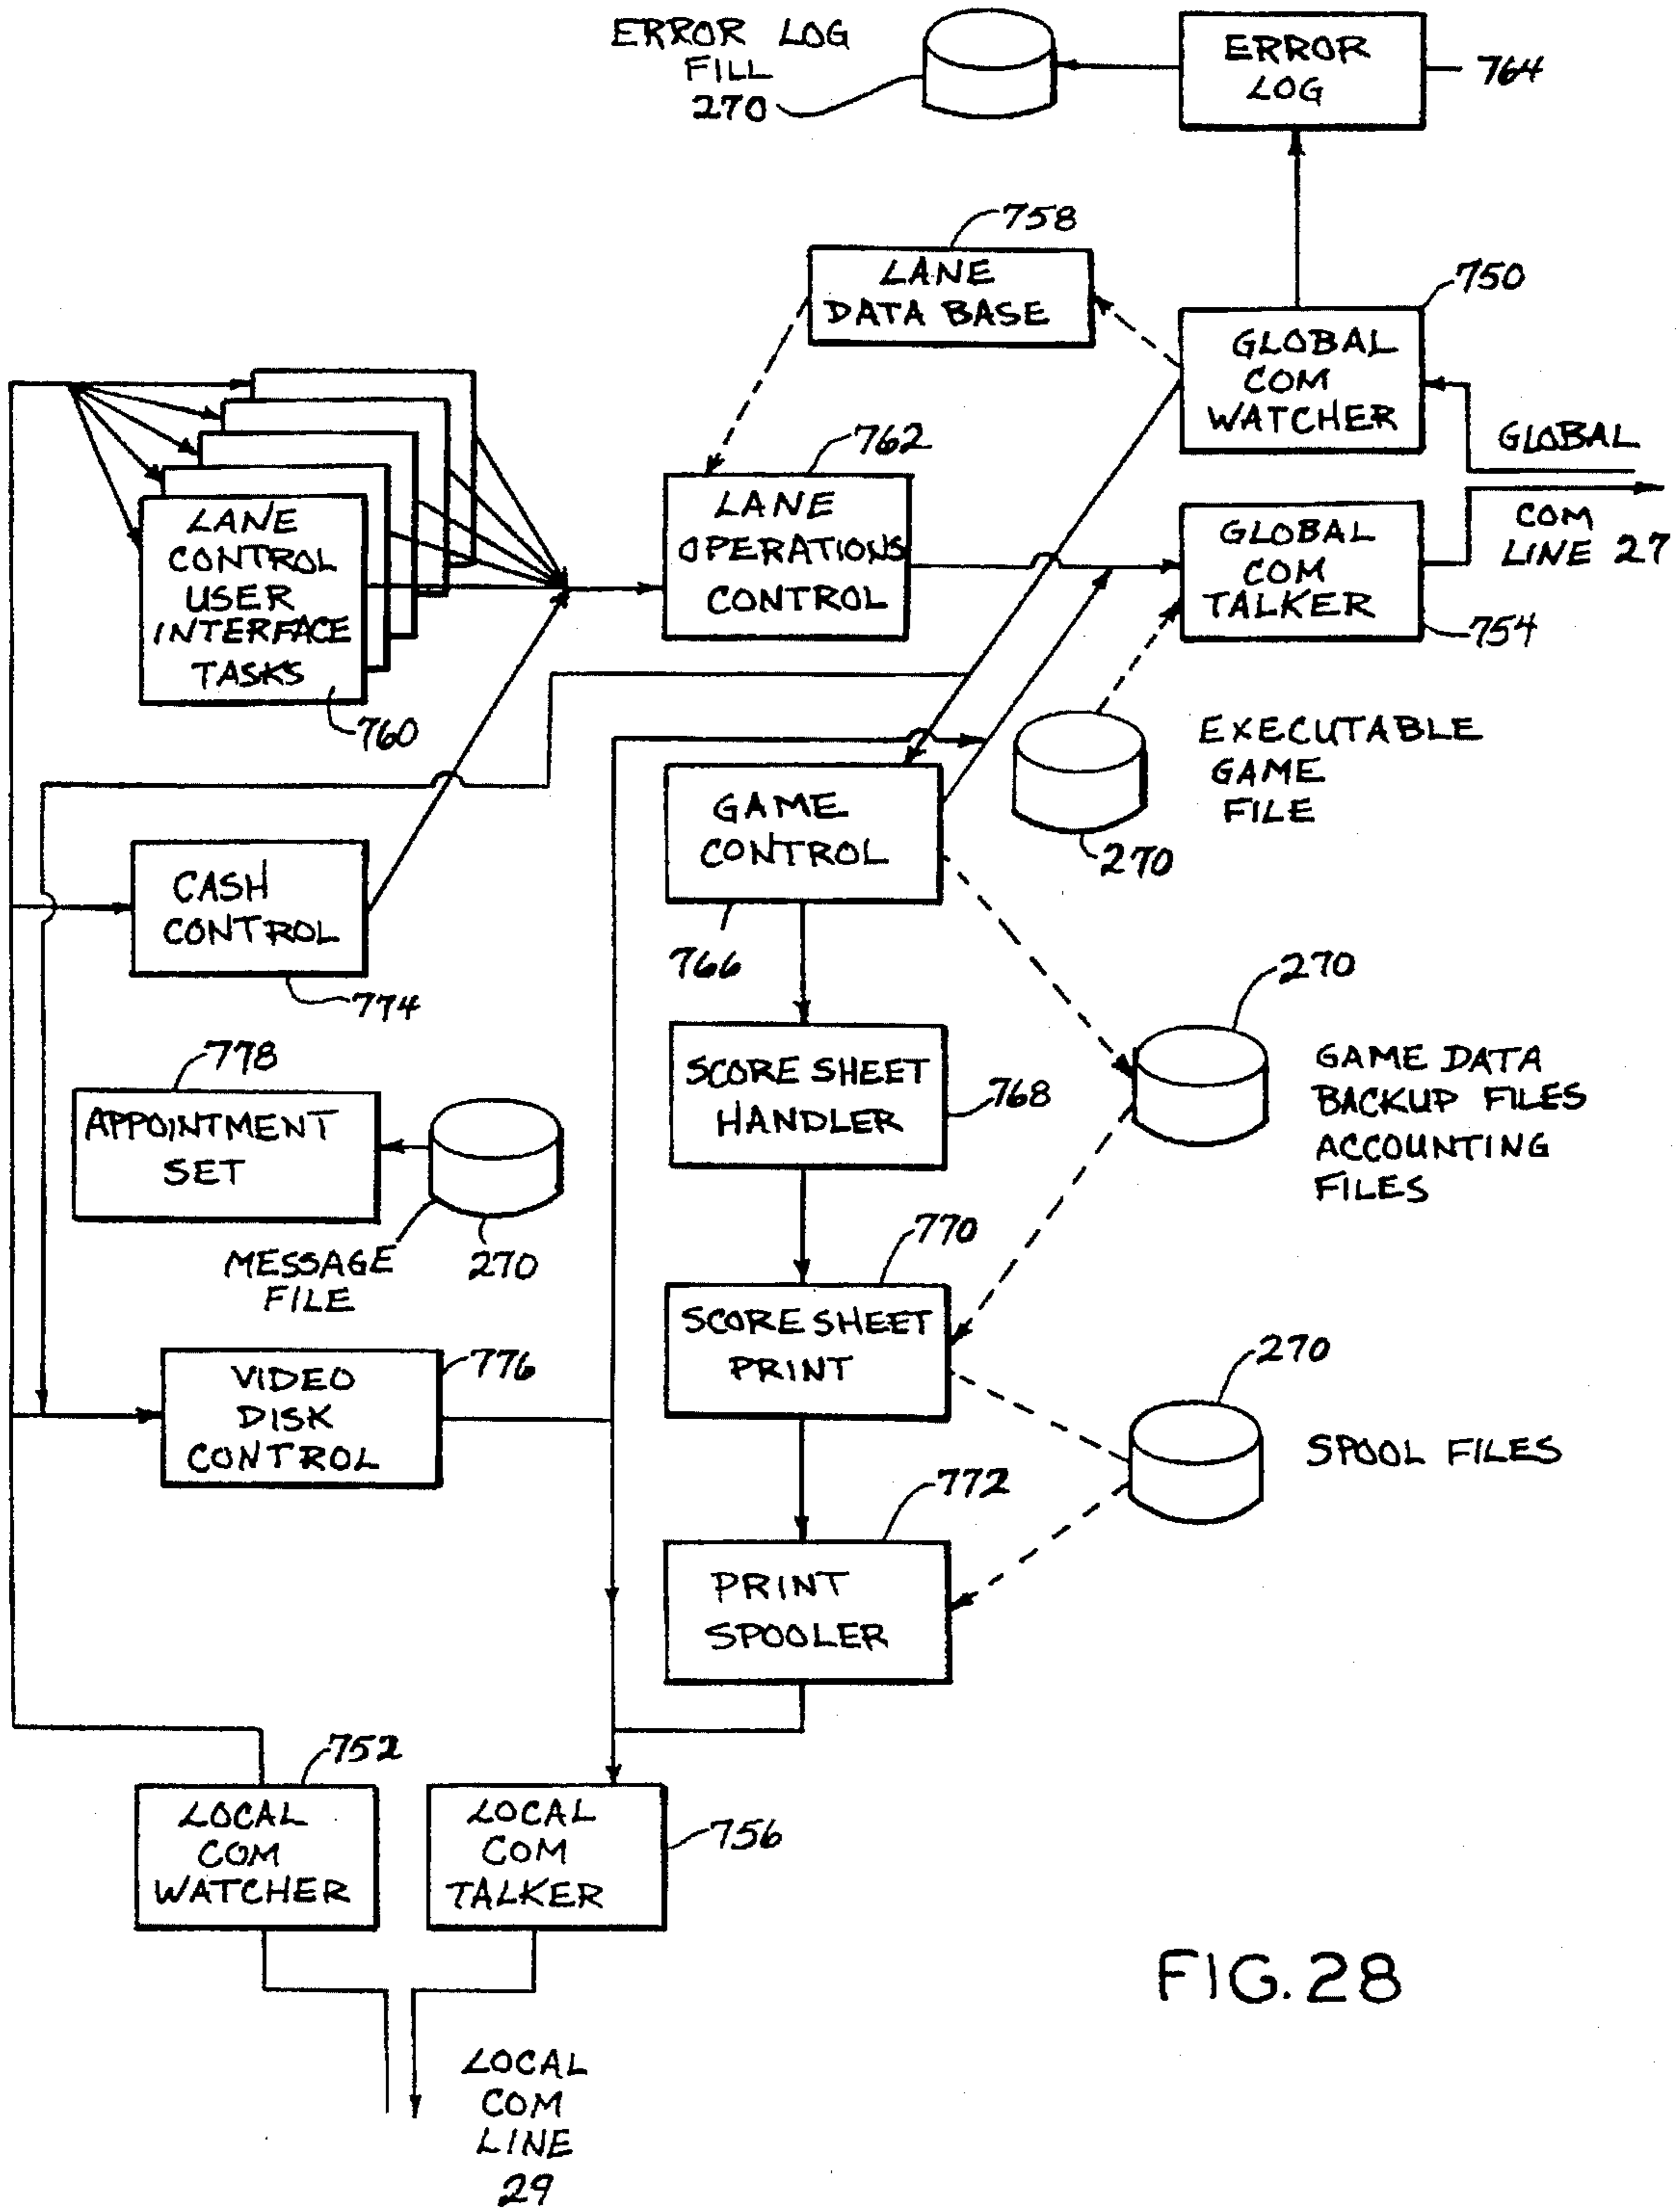 ERROR LOG
FILL
270
ERROR
LOG
764
758
LANE
DATA BASE
750
GLOBAL
COM
WATCHER
GLOBAL
COM
LINE 27
762
LANE
OPERATIONS
CONTROL
GLOBAL
COM
TALKER
754
LANE
CONTROL
USER
INTERFACE
TASKS
760
EXECUTABLE
GAME
FILE
270
GAME
CONTROL
766
CASH
CONTROL
774
270
GAME DATA
BACKUP FILES
ACCOUNTING
FILES
SCORE SHEET
HANDLER
768
778
APPOINTMENT
SET
MESSAGE
FILE
270
770
SCORE SHEET
PRINT
776
VIDEO
DISK
CONTROL
270
SPOOL FILES
772
PRINT
SPOOLER
752
LOCAL
COM
WATCHER
LOCAL
COM
TALKER
756
LOCAL
COM
LINE
29
FIG. 28